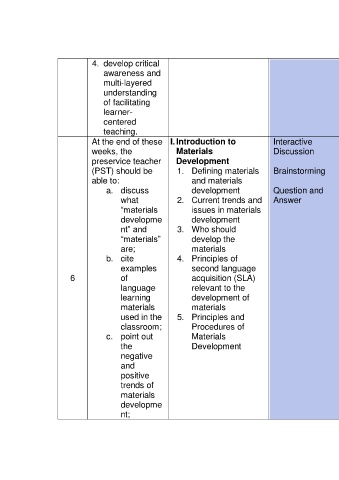 4. develop critical
awareness and
multi-layered
understanding
of facilitating
learner-
centered
teaching.
6
At the end of these
weeks, the
preservice teacher
(PST) should be
able to:
a. discuss
what
“materials
developme
nt” and
“materials”
are;
b. cite
examples
of
language
learning
materials
used in the
classroom;
c. point out
the
negative
and
positive
trends of
materials
developme
nt;
I. Introduction to
Materials
Development
1. Defining materials
and materials
development
2. Current trends and
issues in materials
development
3. Who should
develop the
materials
4. Principles of
second language
acquisition (SLA)
relevant to the
development of
materials
5. Principles and
Procedures of
Materials
Development
Interactive
Discussion
Brainstorming
Question and
Answer